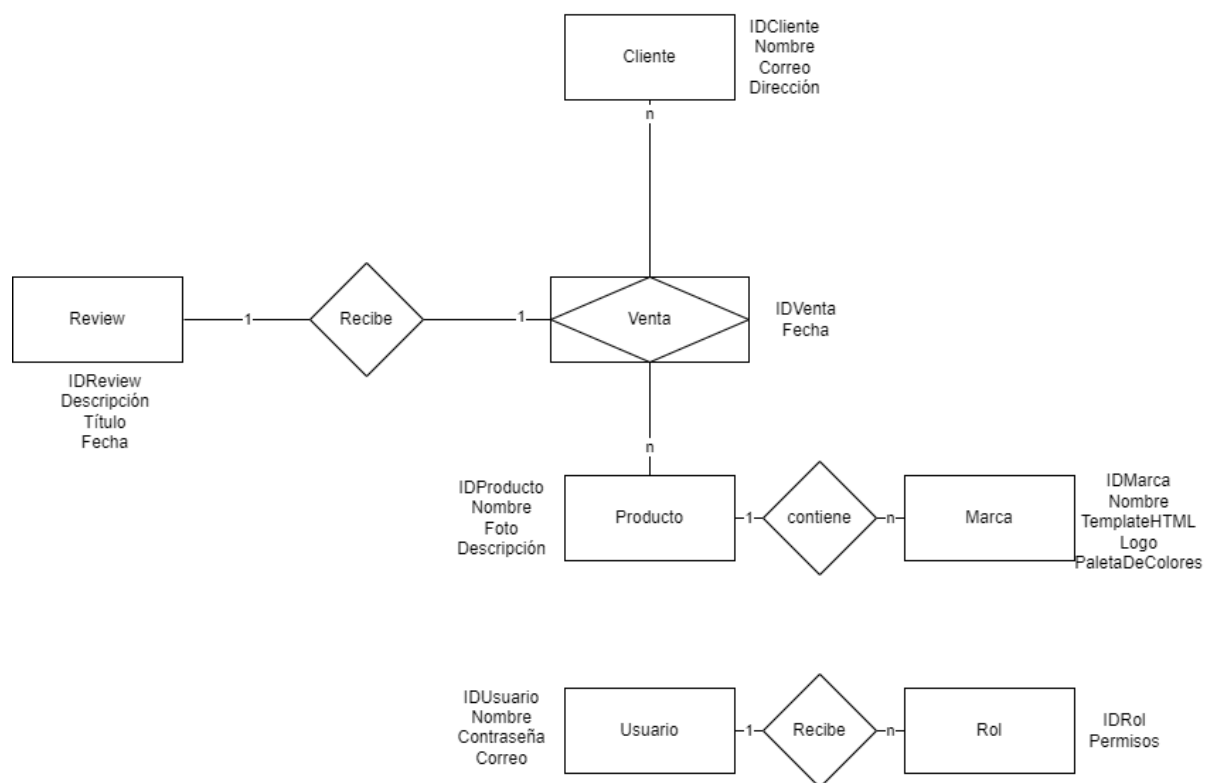 Cliente
IDCliente
Nombre
Correo
Dirección
n
Review
1
Recibe
1
Venta
IDVenta
Fecha
IDReview
Descripción
Título
Fecha
n
IDProducto
Nombre
Foto
Descripción
Producto
1
contiene
n
Marca
IDMarca
Nombre
TemplateHTML
Logo
PaletaDeColores
IDUsuario
Nombre
Contraseña
Correo
Usuario
1
Recibe
n
Rol
IDRol
Permisos